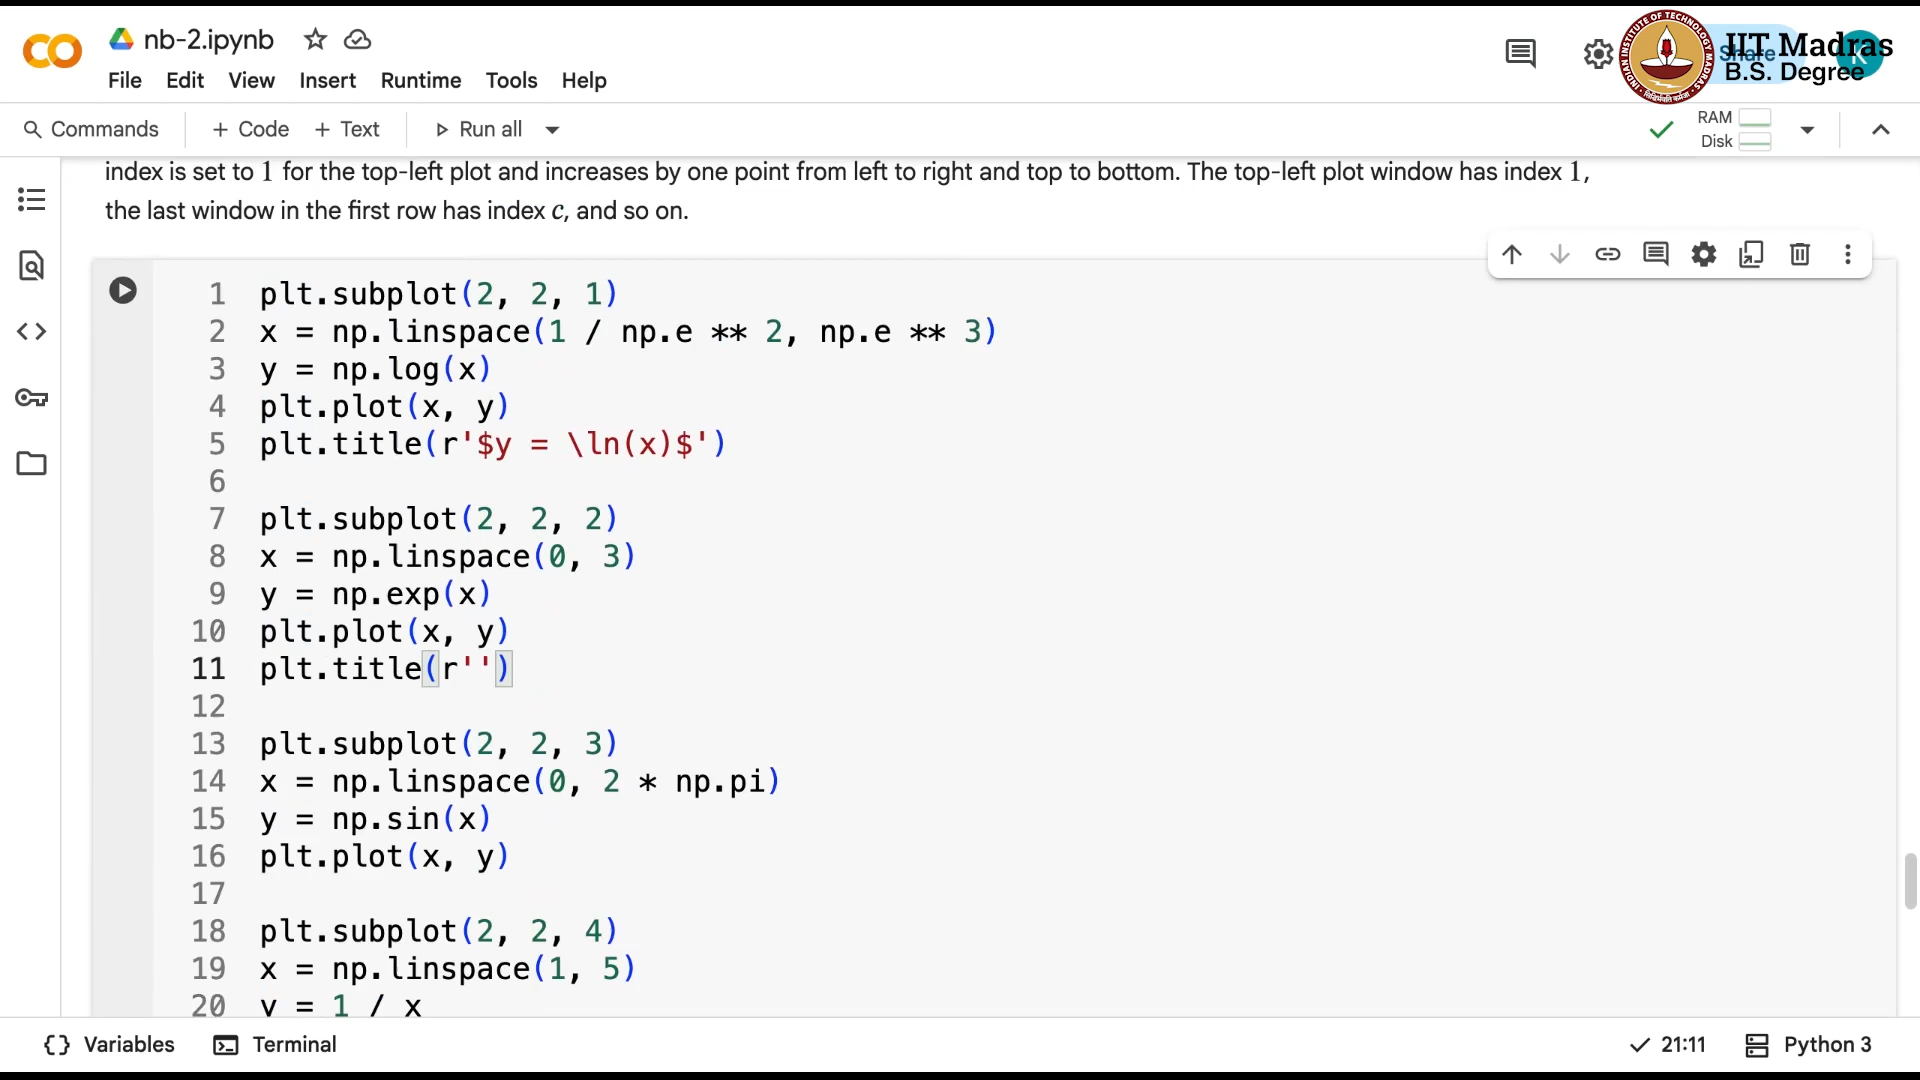 nb-2.ipynb
IIT Madras
B.S. Degree
File Edit View Insert Runtime Tools Help
Share
K
Commands + Code + Text Run all
RAM
Disk
index is set to 1 for the top-left plot and increases by one point from left to right and top to bottom. The top-left plot window has index 1,
the last window in the first row has index c, and so on.
1 plt.subplot(2, 2, 1)
2 x = np.linspace(1 / np.e ** 2, np.e ** 3)
3 y = np.log(x)
4 plt.plot(x, y)
5 plt.title(r'$y = \ln(x)$')
6
7 plt.subplot(2, 2, 2)
8 x = np.linspace(0, 3)
9 y = np.exp(x)
10 plt.plot(x, y)
11 plt.title(r'')
12
13 plt.subplot(2, 2, 3)
14 x = np.linspace(0, 2 * np.pi)
15 y = np.sin(x)
16 plt.plot(x, y)
17
18 plt.subplot(2, 2, 4)
19 x = np.linspace(1, 5)
20 y = 1 / x
{} Variables Terminal 21:11 Python 3